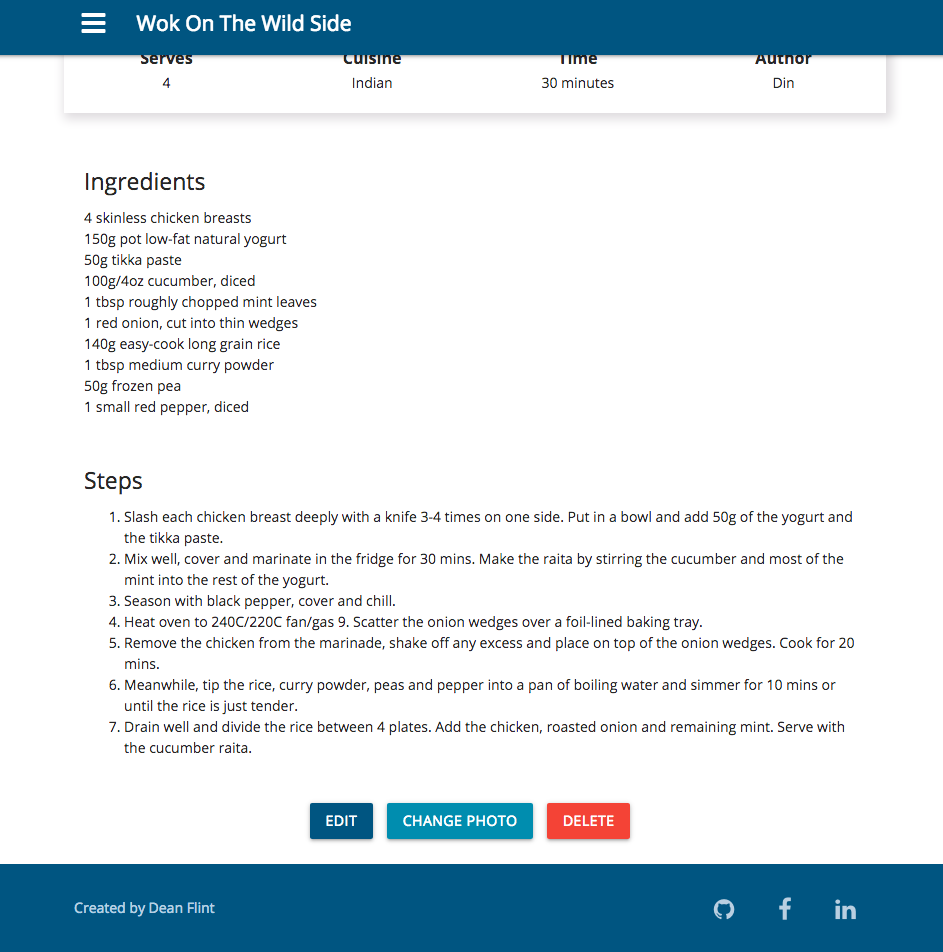 Wok On The Wild Side
Serves Cuisine Time Author
4 Indian 30 minutes Din
Ingredients
4 skinless chicken breasts
150g pot low-fat natural yogurt
50g tikka paste
100g/4oz cucumber, diced
1 tbsp roughly chopped mint leaves
1 red onion, cut into thin wedges
140g easy-cook long grain rice
1 tbsp medium curry powder
50g frozen pea
1 small red pepper, diced
Steps
1. Slash each chicken breast deeply with a knife 3-4 times on one side. Put in a bowl and add 50g of the yogurt and
the tikka paste.
2. Mix well, cover and marinate in the fridge for 30 mins. Make the raita by stirring the cucumber and most of the
mint into the rest of the yogurt.
3. Season with black pepper, cover and chill.
4. Heat oven to 240C/220C fan/gas 9. Scatter the onion wedges over a foil-lined baking tray.
5. Remove the chicken from the marinade, shake off any excess and place on top of the onion wedges. Cook for 20
mins.
6. Meanwhile, tip the rice, curry powder, peas and pepper into a pan of boiling water and simmer for 10 mins or
until the rice is just tender.
7. Drain well and divide the rice between 4 plates. Add the chicken, roasted onion and remaining mint. Serve with
the cucumber raita.
EDIT CHANGE PHOTO DELETE
Created by Dean Flint